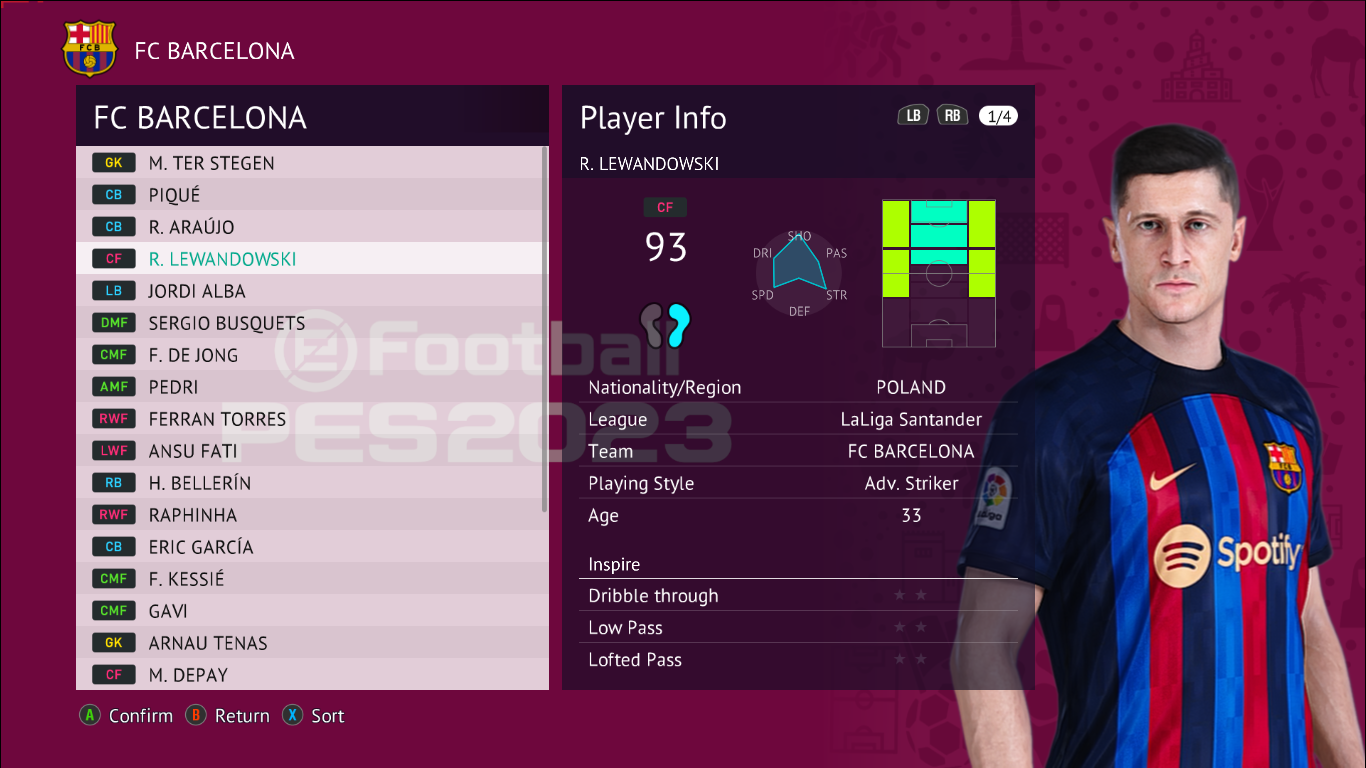 FC BARCELONA
FC BARCELONA
GK M. TER STEGEN
CB PIQUÉ
CB R. ARAÚJO
CF R. LEWANDOWSKI
LB JORDI ALBA
DMF SERGIO BUSQUETS
CMF F. DE JONG
AMF PEDRI
RWF FERRAN TORRES
LWF ANSU FATI
RB H. BELLERÍN
RWF RAPHINHA
CB ERIC GARCÍA
CMF F. KESSIÉ
CMF GAVI
GK ARNAU TENAS
CF M. DEPAY
eFootball
PES2023
Player Info LB RB 1/4
R. LEWANDOWSKI
CF
93
SHO
DRI PAS
SPD STR
DEF
Nationality/Region POLAND
League LaLiga Santander
Team FC BARCELONA
Playing Style Adv. Striker
Age 33
Inspire
Dribble through ★ ★
Low Pass ★ ★
Lofted Pass ★ ★
FCB
LaLiga
FCB
Spotify
A Confirm B Return X Sort